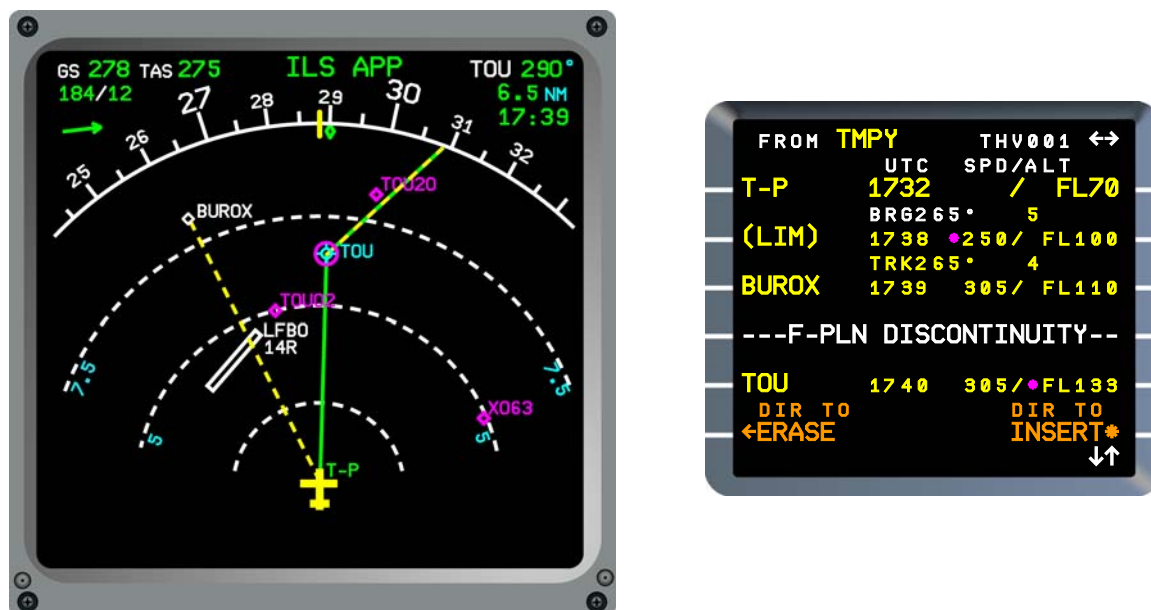 GS 278 TAS 275 ILS APP TOU 290°
184/12 6.5 NM
17:39
25 26 27 28 29 30 31 32
TOU20
BUROX
TOU
TOU02
LFBO
14R
7.5 7.5
XO63
5 5
T-P
FROM TMPY THV001 ↔
UTC SPD/ALT
T-P 1732 / FL70
BRG265° 5
(LIM) 1738 *250/ FL100
TRK265° 4
BUROX 1739 305/ FL110
---F-PLN DISCONTINUITY--
TOU 1740 305/*FL133
DIR TO DIR TO
←ERASE INSERT*
↓↑